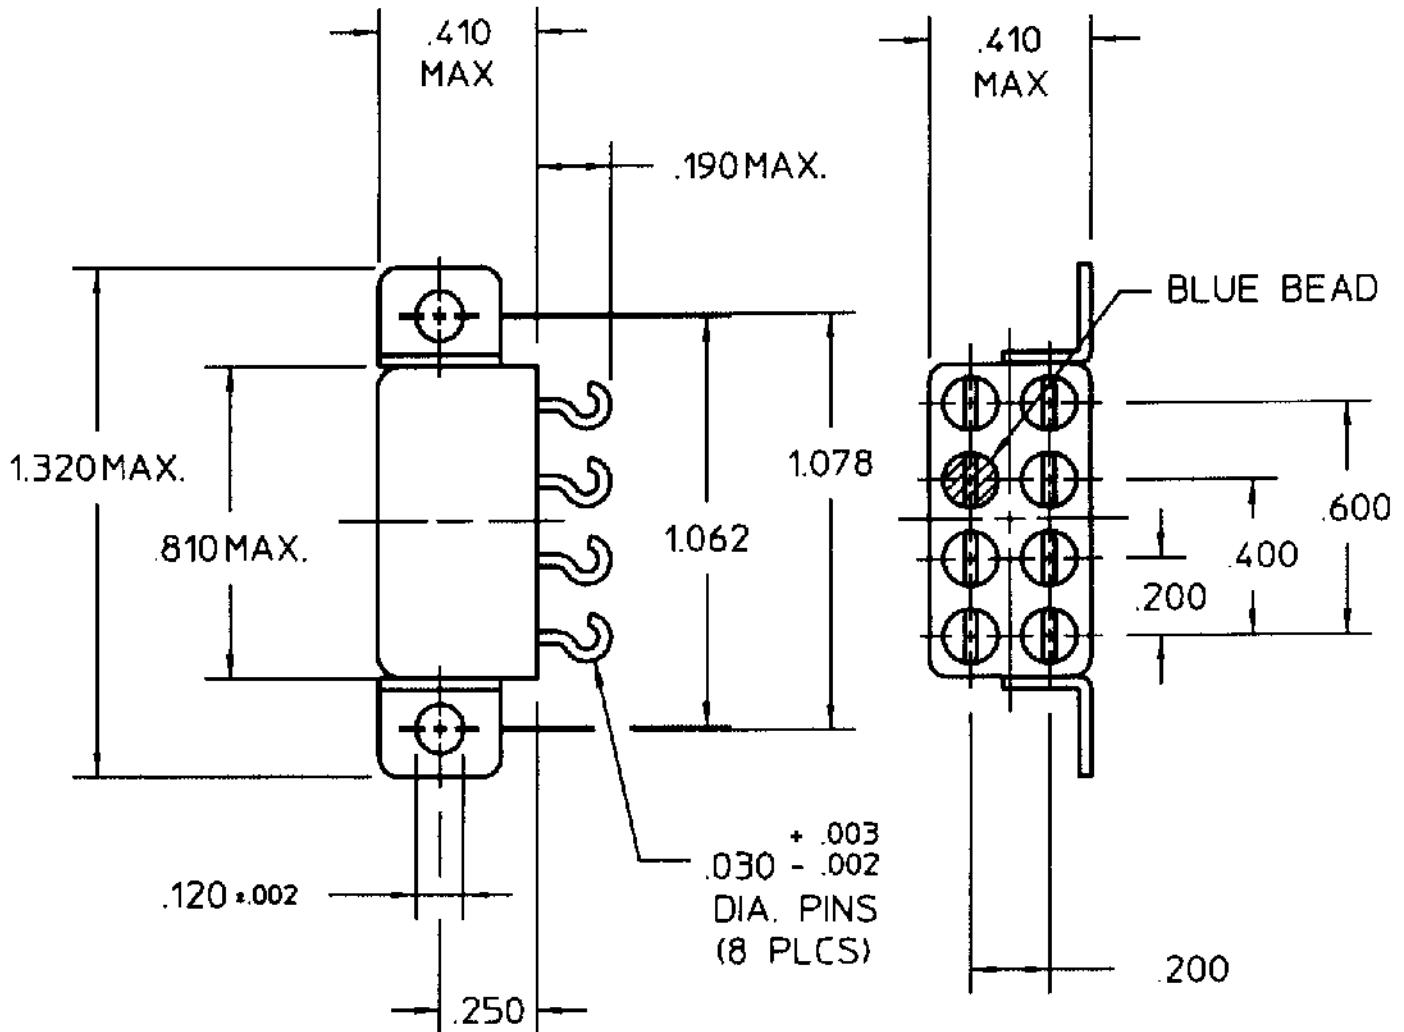 .410
MAX
.410
MAX
.190 MAX.
BLUE BEAD
1.320 MAX.
.810 MAX.
1.078
1.062
.600
.400
.200
+ .003
.030 - .002
DIA. PINS
(8 PLCS)
.120 ±.002
.250
.200